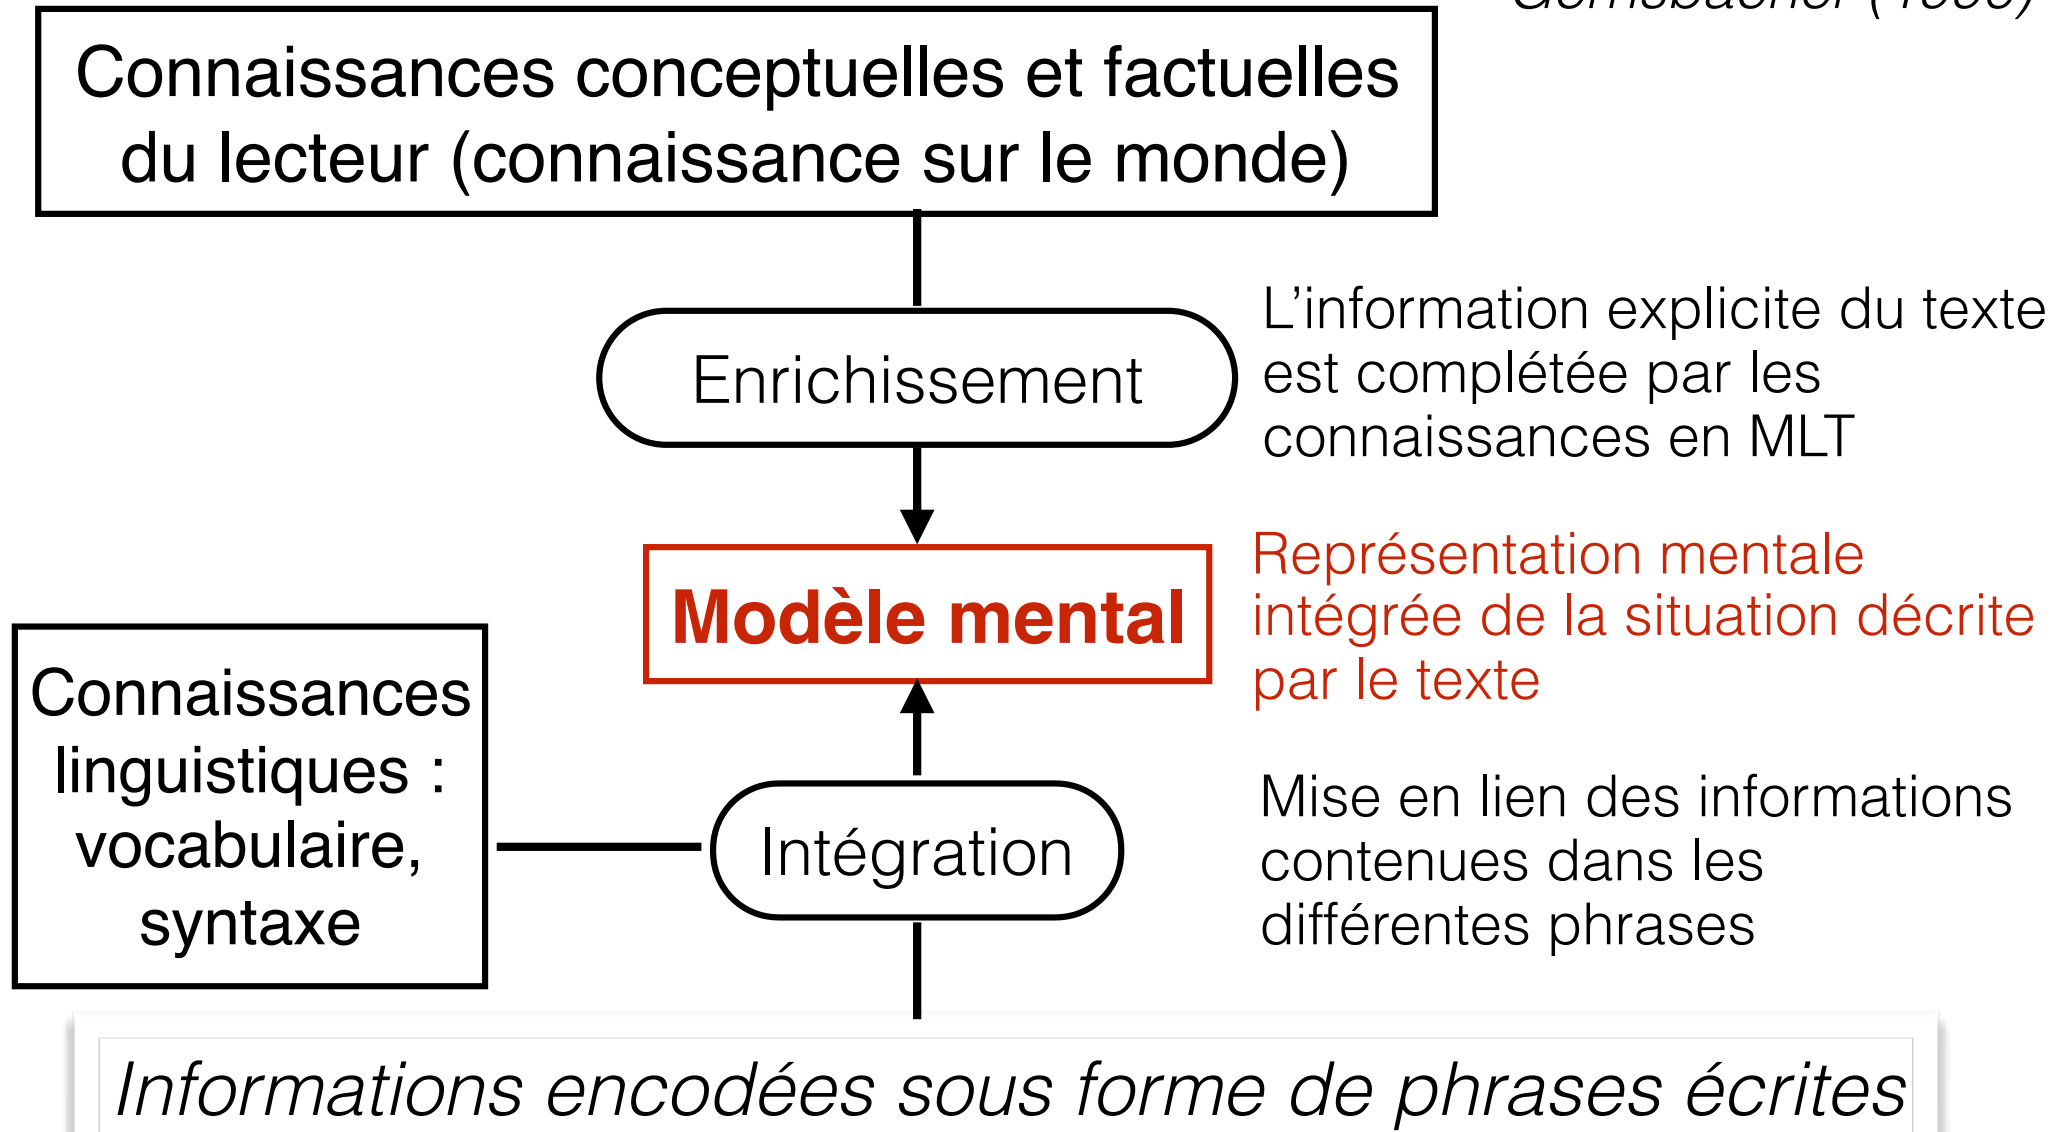 Connaissances conceptuelles et factuelles
du lecteur (connaissance sur le monde)
Enrichissement
L’information explicite du texte
est complétée par les
connaissances en MLT
Modèle mental
Représentation mentale
intégrée de la situation décrite
par le texte
Connaissances
linguistiques :
vocabulaire,
syntaxe
Intégration
Mise en lien des informations
contenues dans les
différentes phrases
Informations encodées sous forme de phrases écrites